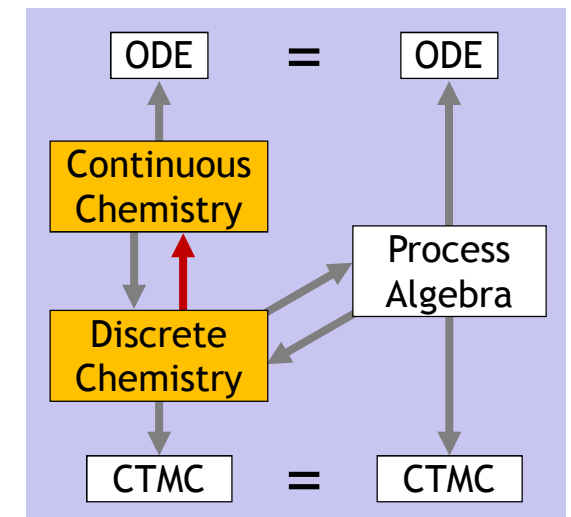 ODE = ODE
Continuous
Chemistry
Process
Algebra
Discrete
Chemistry
CTMC = CTMC